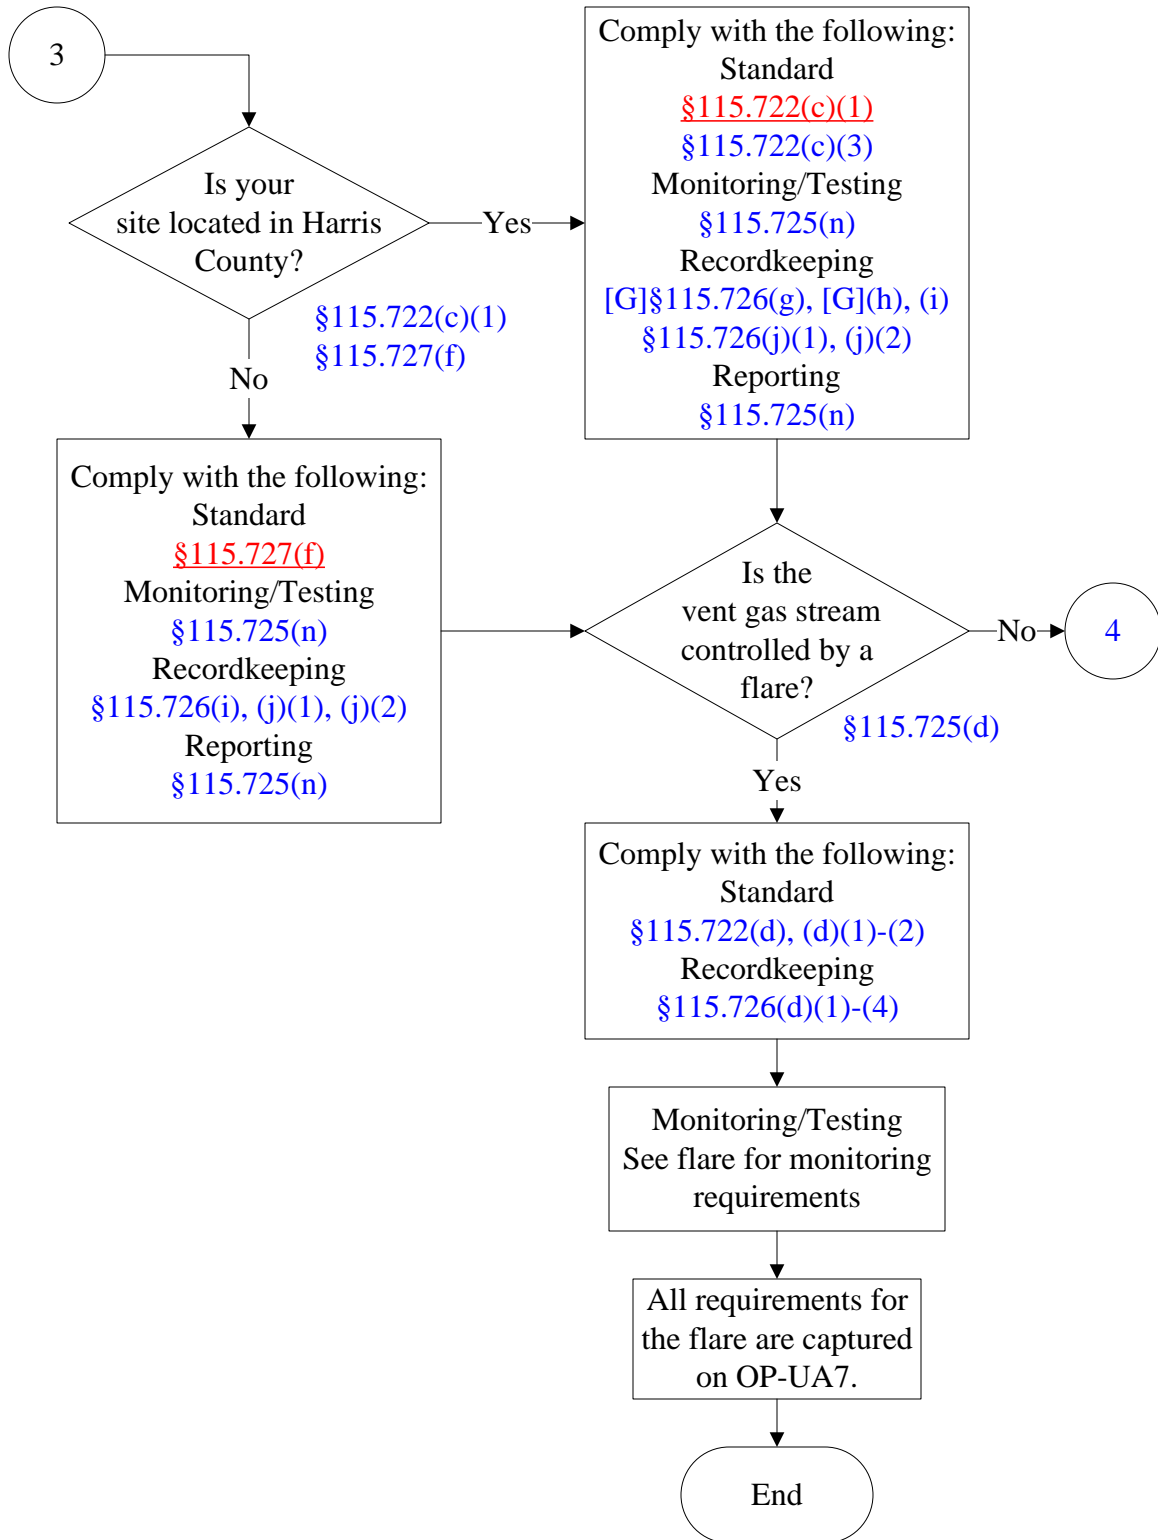 3
Is your
site located in Harris
County?
§115.722(c)(1)
§115.727(f)
Yes
No
Comply with the following:
Standard
§115.722(c)(1)
§115.722(c)(3)
Monitoring/Testing
§115.725(n)
Recordkeeping
[G]§115.726(g), [G](h), (i)
§115.726(j)(1), (j)(2)
Reporting
§115.725(n)
Comply with the following:
Standard
§115.727(f)
Monitoring/Testing
§115.725(n)
Recordkeeping
§115.726(i), (j)(1), (j)(2)
Reporting
§115.725(n)
Is the
vent gas stream
controlled by a
flare?
§115.725(d)
No
4
Yes
Comply with the following:
Standard
§115.722(d), (d)(1)-(2)
Recordkeeping
§115.726(d)(1)-(4)
Monitoring/Testing
See flare for monitoring
requirements
All requirements for
the flare are captured
on OP-UA7.
End